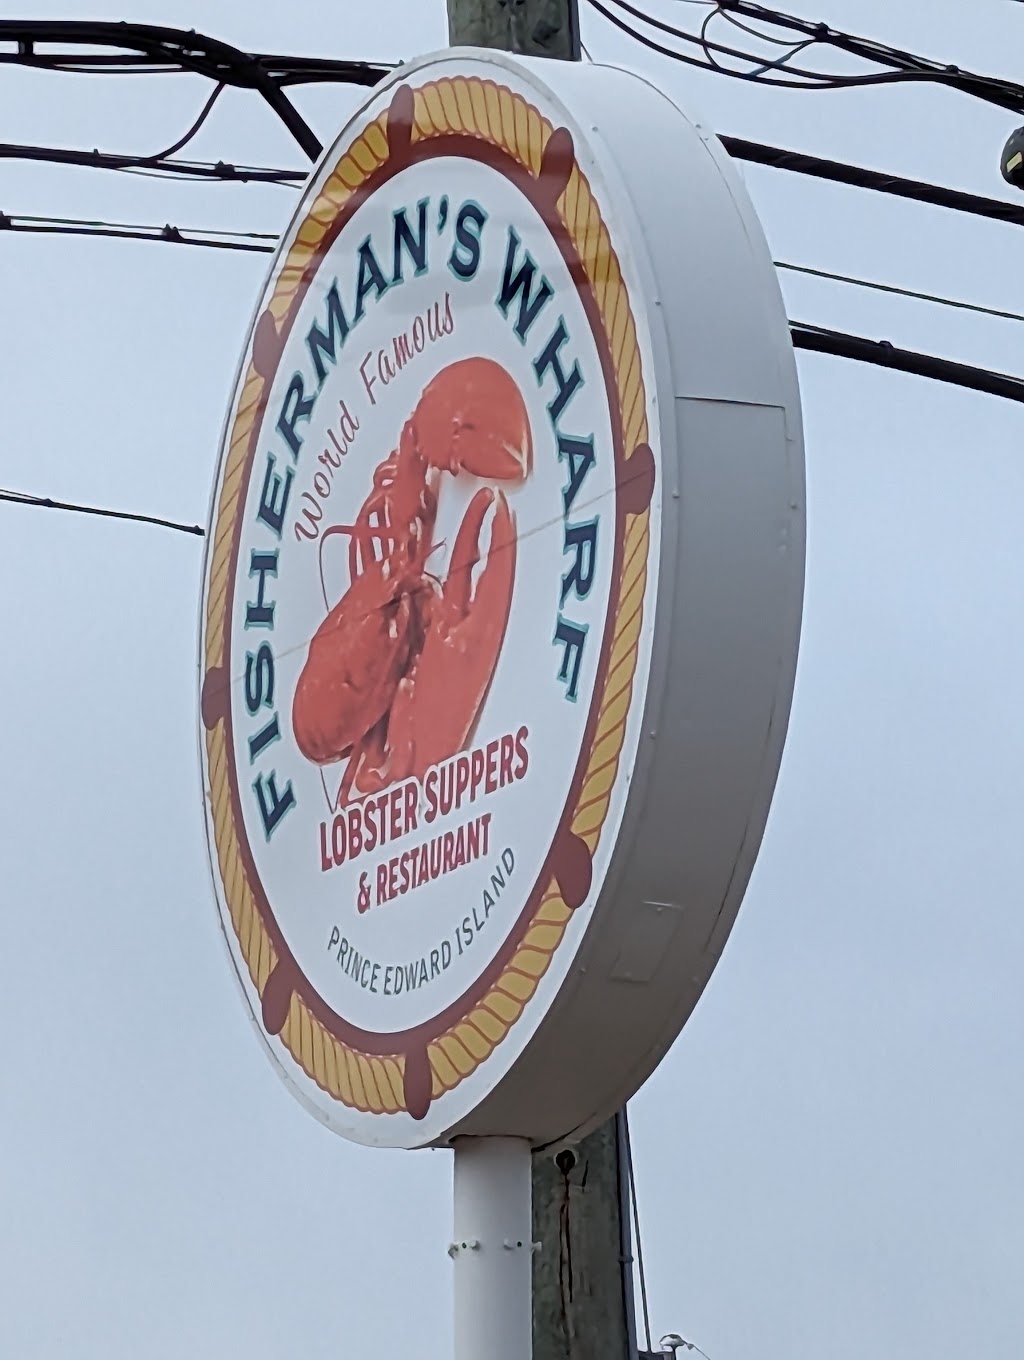 FISHERMAN'S WHARF
World Famous
LOBSTER SUPPERS
& RESTAURANT
PRINCE EDWARD ISLAND